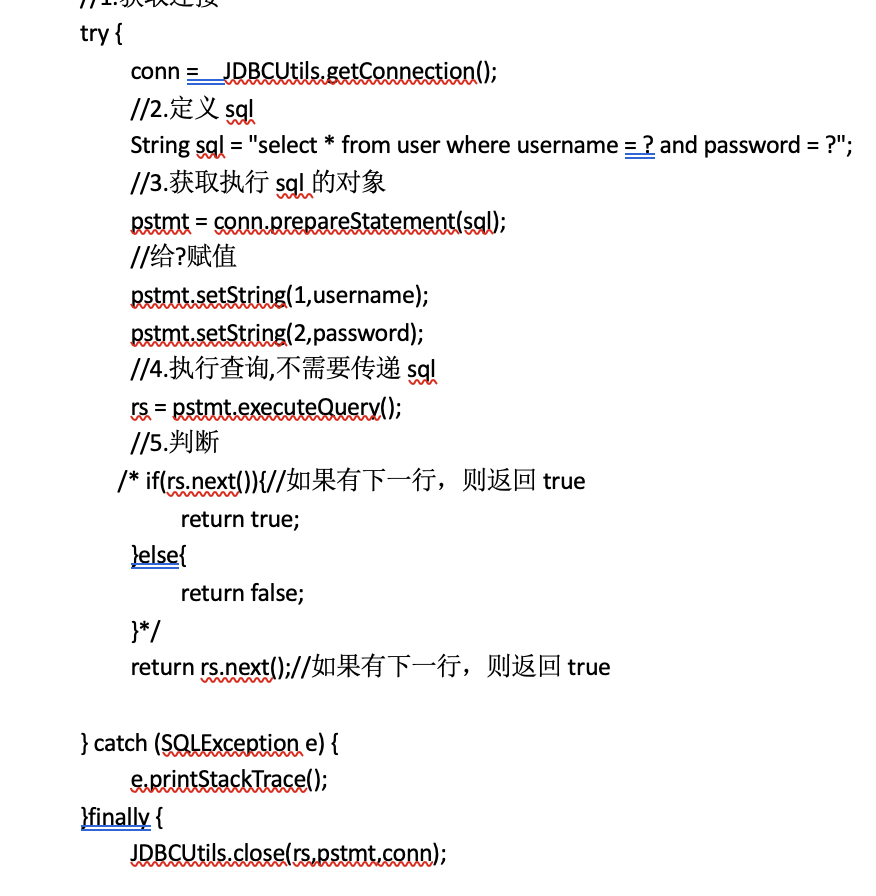 //1.获取连接
try {
conn = JDBCUtils.getConnection();
//2.定义 sql
String sql = "select * from user where username = ? and password = ?";
//3.获取执行 sql 的对象
pstmt = conn.prepareStatement(sql);
//给?赋值
pstmt.setString(1,username);
pstmt.setString(2,password);
//4.执行查询,不需要传递 sql
rs = pstmt.executeQuery();
//5.判断
/* if(rs.next()){//如果有下一行，则返回 true
return true;
}else{
return false;
}*/
return rs.next();//如果有下一行，则返回 true
} catch (SQLException e) {
e.printStackTrace();
}finally {
JDBCUtils.close(rs,pstmt,conn);